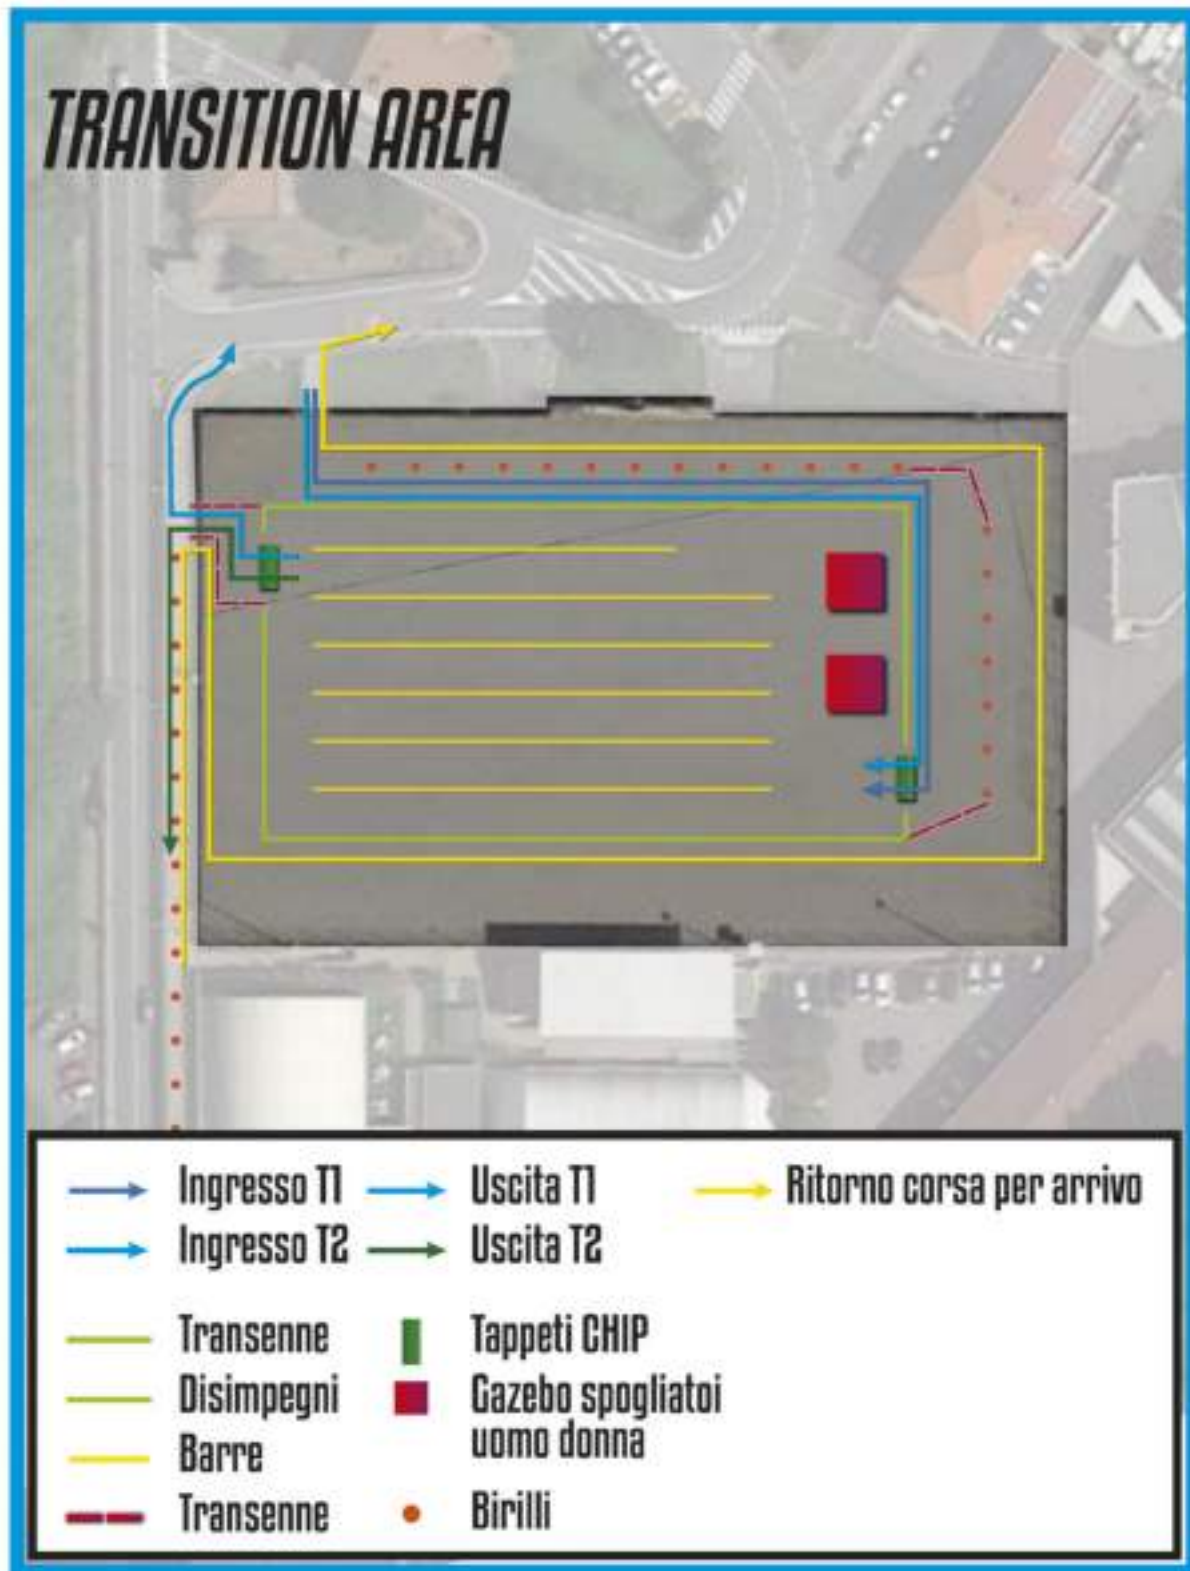 TRANSITION AREA
Ingresso T1
Uscita T1
Ritorno corsa per arrivo
Ingresso T2
Uscita T2
Transenne
Tappeti CHIP
Disimpegni
Gazebo spogliatoi
uomo donna
Barre
Transenne
Birilli